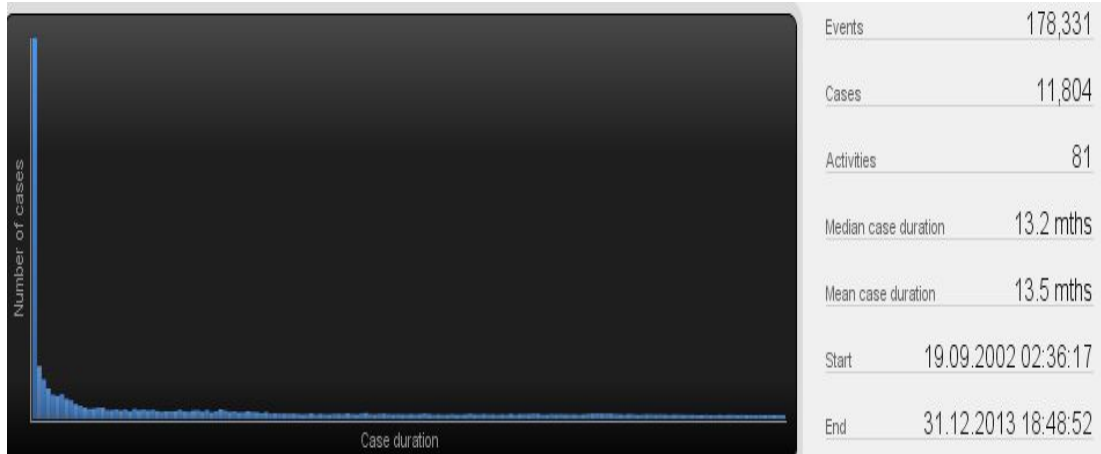 Number of cases
Case duration
Events 178,331
Cases 11,804
Activities 81
Median case duration 13.2 mths
Mean case duration 13.5 mths
Start 19.09.2002 02:36:17
End 31.12.2013 18:48:52